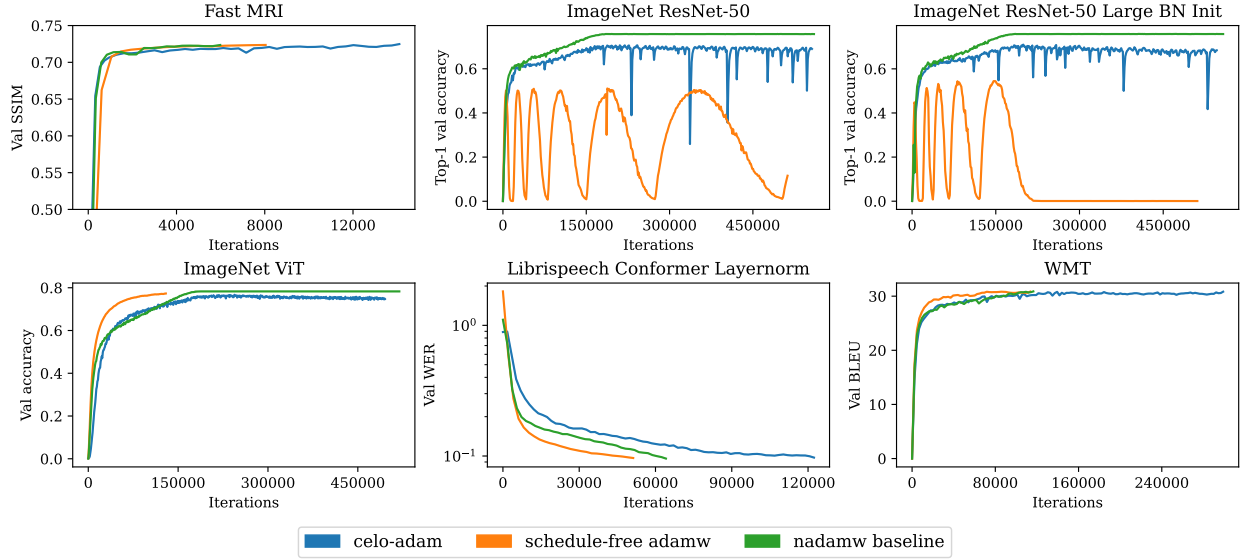 Fast MRI
0.75
0.70
0.65
0.60
0.55
0.50
Val SSIM
0 4000 8000 12000
Iterations
ImageNet ResNet-50
0.6
0.4
0.2
0.0
Top-1 val accuracy
0 150000 300000 450000
Iterations
ImageNet ResNet-50 Large BN Init
0.6
0.4
0.2
0.0
Top-1 val accuracy
0 150000 300000 450000
Iterations
ImageNet ViT
0.8
0.6
0.4
0.2
0.0
Val accuracy
0 150000 300000 450000
Iterations
Librispeech Conformer Layernorm
10⁰
10⁻¹
Val WER
0 30000 60000 90000 120000
Iterations
WMT
30
20
10
0
Val BLEU
0 80000 160000 240000
Iterations
celo-adam schedule-free adamw nadamw baseline